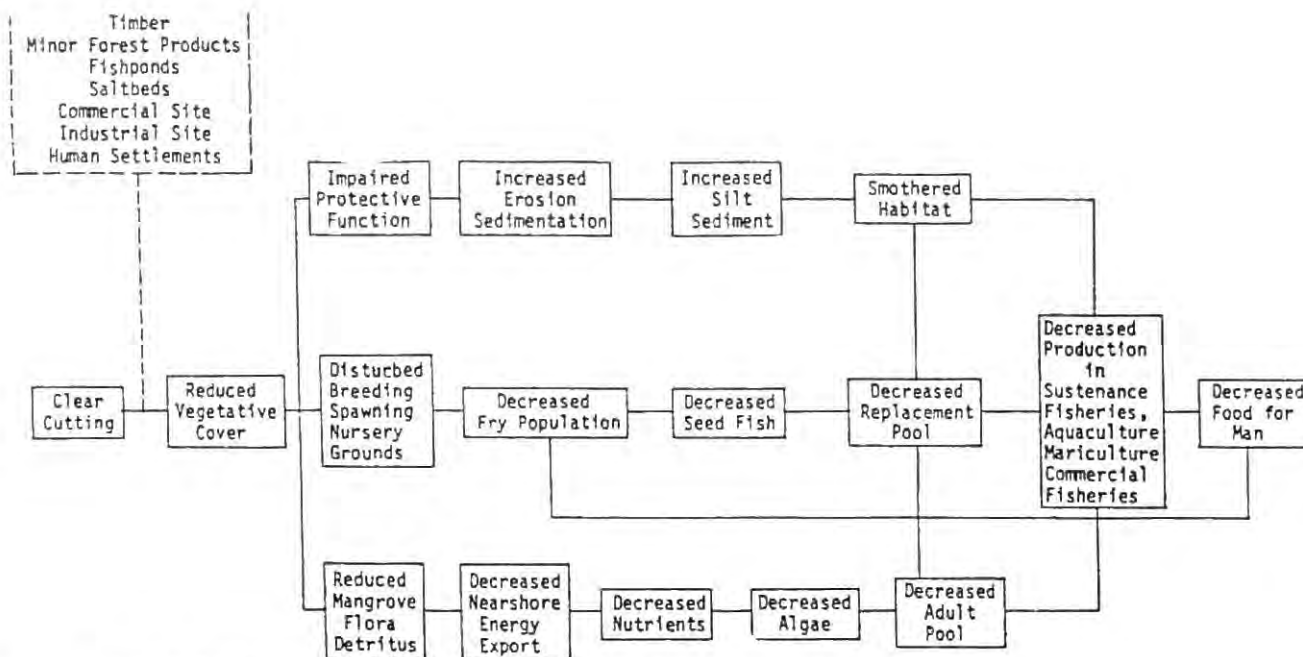 Timber
Minor Forest Products
Fishponds
Saltbeds
Commercial Site
Industrial Site
Human Settlements
Impaired
Protective
Function
Increased
Erosion
Sedimentation
Increased
Silt
Sediment
Smothered
Habitat
Clear
Cutting
Reduced
Vegetative
Cover
Disturbed
Breeding
Spawning
Nursery
Grounds
Decreased
Fry Population
Decreased
Seed Fish
Decreased
Replacement
Pool
Decreased
Production
in
Sustenance
Fisheries,
Aquaculture
Mariculture
Commercial
Fisheries
Decreased
Food for
Man
Reduced
Mangrove
Flora
Detritus
Decreased
Nearshore
Energy
Export
Decreased
Nutrients
Decreased
Algae
Decreased
Adult
Pool